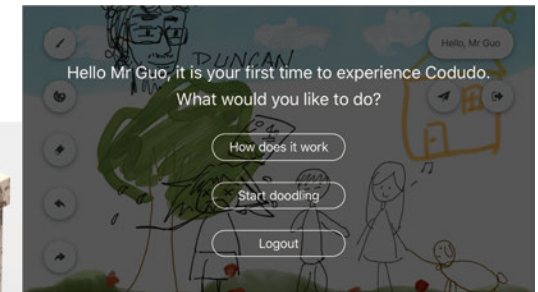 DUNCAN
Hello, Mr Guo
Hello Mr Guo, it is your first time to experience Codudo.
What would you like to do?
How does it work
Start doodling
Logout